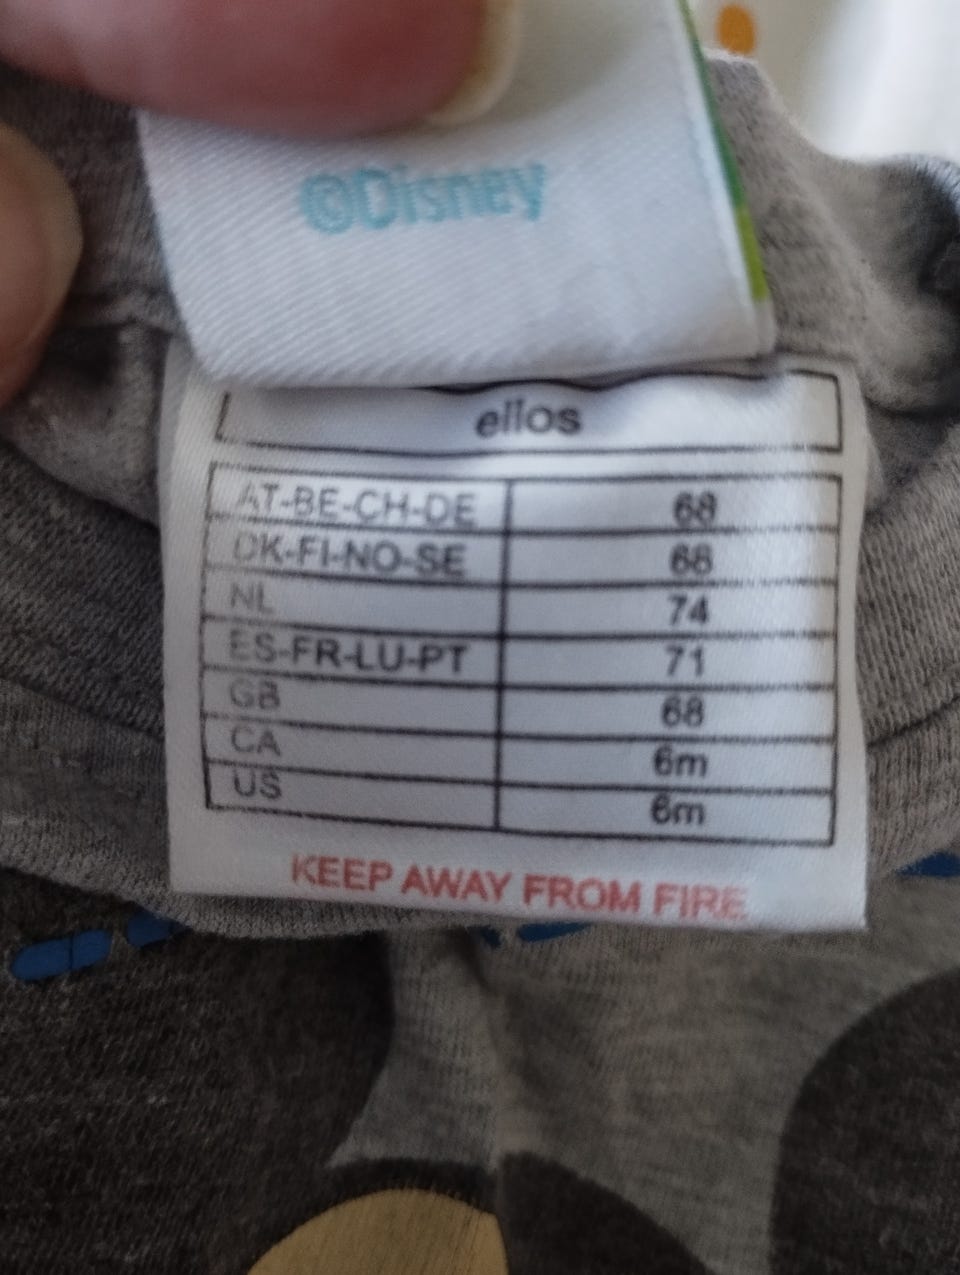 ©Disney
ellos
AT-BE-CH-DE 68
DK-FI-NO-SE 68
NL 74
ES-FR-LU-PT 71
GB 68
CA 6m
US 6m
KEEP AWAY FROM FIRE